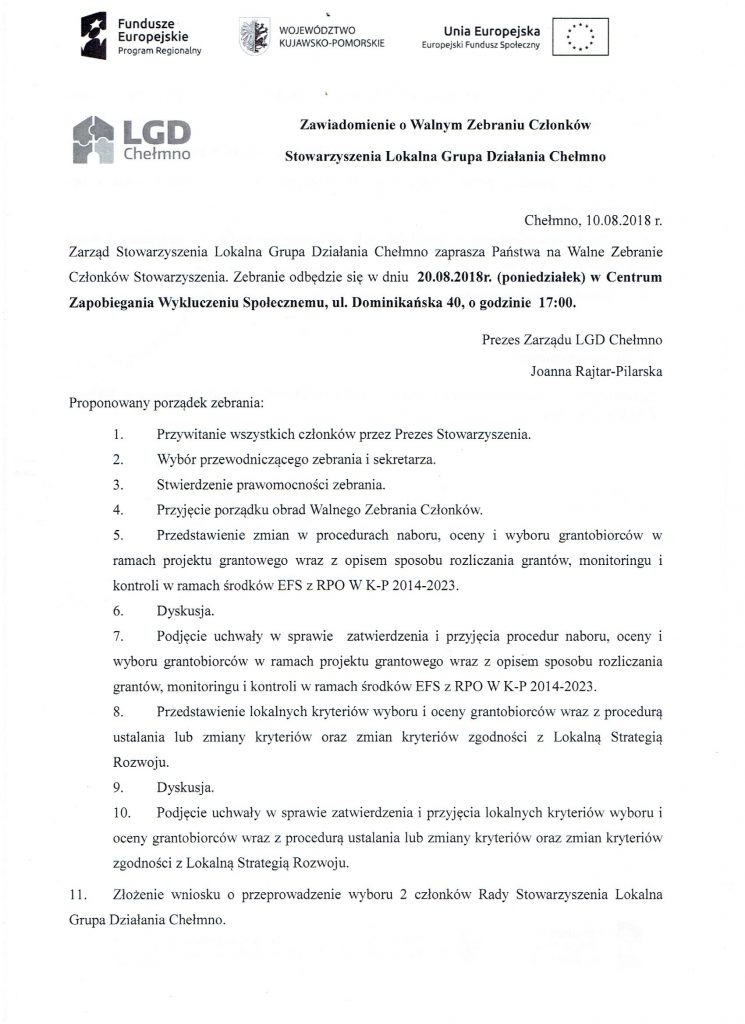 Fundusze
Europejskie
Program Regionalny
WOJEWÓDZTWO
KUJAWSKO-POMORSKIE
Unia Europejska
Europejski Fundusz Społeczny
LGD
Chełmno
Zawiadomienie o Walnym Zebraniu Członków
Stowarzyszenia Lokalna Grupa Działania Chełmno
Chełmno, 10.08.2018 r.
Zarząd Stowarzyszenia Lokalna Grupa Działania Chełmno zaprasza Państwa na Walne Zebranie
Członków Stowarzyszenia. Zebranie odbędzie się w dniu 20.08.2018r. (poniedziałek) w Centrum
Zapobiegania Wykluczeniu Społecznemu, ul. Dominikańska 40, o godzinie 17:00.
Prezes Zarządu LGD Chełmno
Joanna Rajtar-Pilarska
Proponowany porządek zebrania:
1. Przywitanie wszystkich członków przez Prezes Stowarzyszenia.
2. Wybór przewodniczącego zebrania i sekretarza.
3. Stwierdzenie prawomocności zebrania.
4. Przyjęcie porządku obrad Walnego Zebrania Członków.
5. Przedstawienie zmian w procedurach naboru, oceny i wyboru grantobiorców w
ramach projektu grantowego wraz z opisem sposobu rozliczania grantów, monitoringu i
kontroli w ramach środków EFS z RPO W K-P 2014-2023.
6. Dyskusja.
7. Podjęcie uchwały w sprawie zatwierdzenia i przyjęcia procedur naboru, oceny i
wyboru grantobiorców w ramach projektu grantowego wraz z opisem sposobu rozliczania
grantów, monitoringu i kontroli w ramach środków EFS z RPO W K-P 2014-2023.
8. Przedstawienie lokalnych kryteriów wyboru i oceny grantobiorców wraz z procedurą
ustalania lub zmiany kryteriów oraz zmian kryteriów zgodności z Lokalną Strategią
Rozwoju.
9. Dyskusja.
10. Podjęcie uchwały w sprawie zatwierdzenia i przyjęcia lokalnych kryteriów wyboru i
oceny grantobiorców wraz z procedurą ustalania lub zmiany kryteriów oraz zmian kryteriów
zgodności z Lokalną Strategią Rozwoju.
11. Złożenie wniosku o przeprowadzenie wyboru 2 członków Rady Stowarzyszenia Lokalna
Grupa Działania Chełmno.